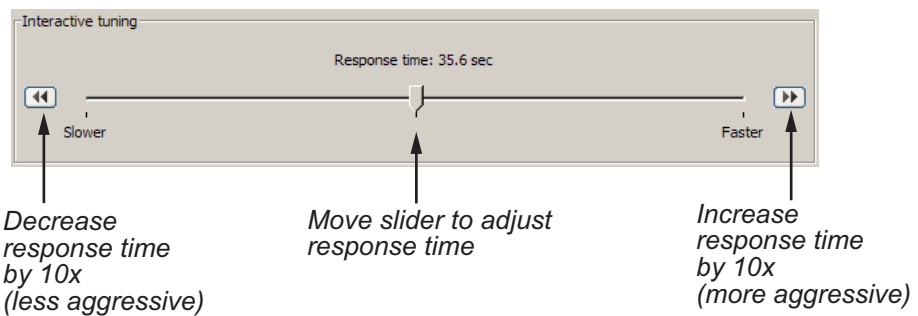 Interactive tuning
Response time: 35.6 sec
Slower
Faster
Decrease
response time
by 10x
(less aggressive)
Move slider to adjust
response time
Increase
response time
by 10x
(more aggressive)